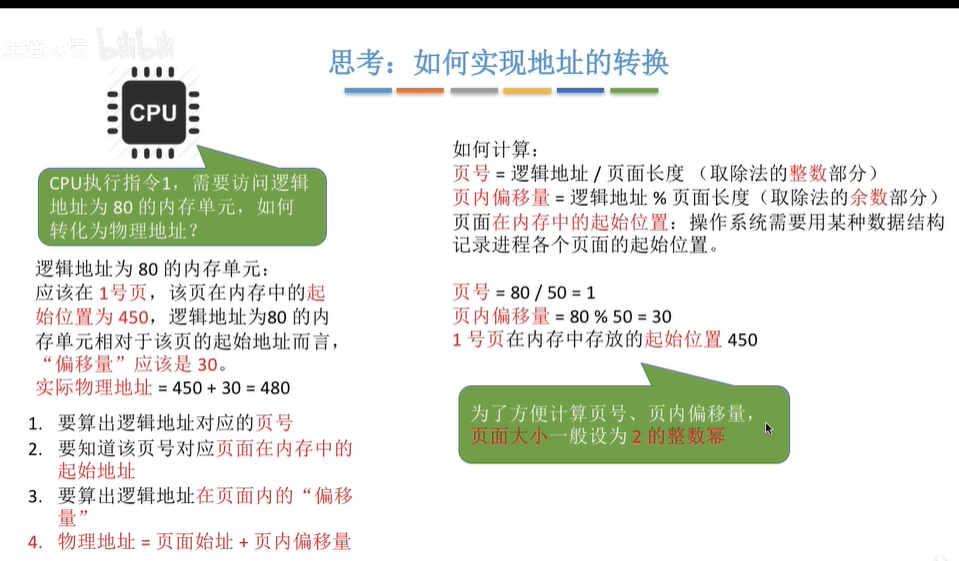 思考：如何实现地址的转换
CPU
CPU执行指令1，需要访问逻辑
地址为 80 的内存单元，如何
转化为物理地址？
逻辑地址为 80 的内存单元：
应该在 1号页，该页在内存中的起
始位置为 450，逻辑地址为80 的内
存单元相对于该页的起始地址而言，
“偏移量”应该是 30。
实际物理地址 = 450 + 30 = 480
1. 要算出逻辑地址对应的页号
2. 要知道该页号对应页面在内存中的
起始地址
3. 要算出逻辑地址在页面内的“偏移
量”
4. 物理地址 = 页面始址 + 页内偏移量
如何计算：
页号 = 逻辑地址 / 页面长度 （取除法的整数部分）
页内偏移量 = 逻辑地址 % 页面长度（取除法的余数部分）
页面在内存中的起始位置：操作系统需要用某种数据结构
记录进程各个页面的起始位置。
页号 = 80 / 50 = 1
页内偏移量 = 80 % 50 = 30
1 号页在内存中存放的起始位置 450
为了方便计算页号、页内偏移量，
页面大小一般设为 2 的整数幂